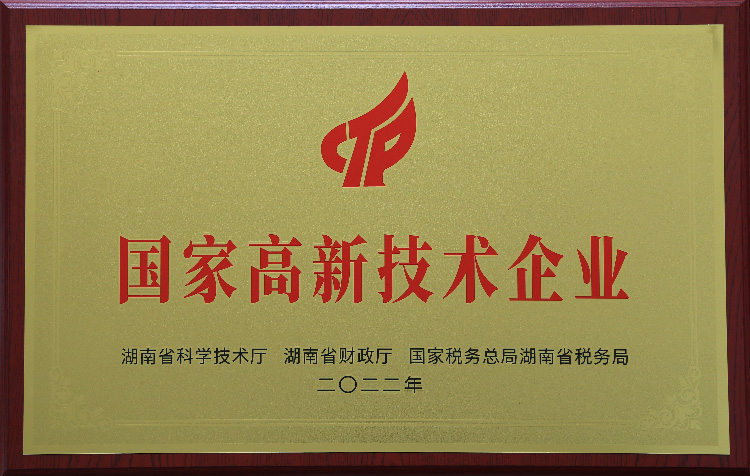 国家高新技术企业
湖南省科学技术厅 湖南省财政厅 国家税务总局湖南省税务局
二〇二二年